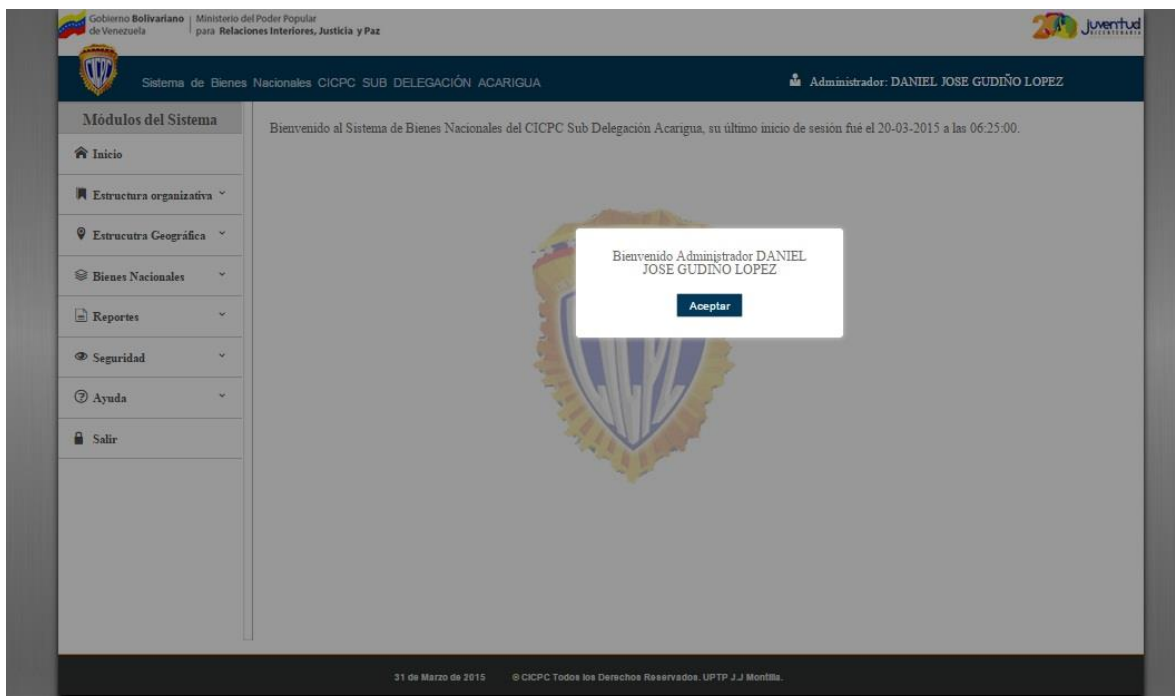 Gobierno Bolivariano de Venezuela
Ministerio del Poder Popular
para Relaciones Interiores, Justicia y Paz
200 juventud
BICENTENARIA
CICPC
Sistema de Bienes Nacionales CICPC SUB DELEGACIÓN ACARIGUA
Administrador: DANIEL JOSE GUDIÑO LOPEZ
Módulos del Sistema
Inicio
Estructura organizativa
Estrucutra Geográfica
Bienes Nacionales
Reportes
Seguridad
Ayuda
Salir
Bienvenido al Sistema de Bienes Nacionales del CICPC Sub Delegación Acarigua, su último inicio de sesión fué el 20-03-2015 a las 06:25:00.
Bienvenido Administrador DANIEL
JOSE GUDIÑO LOPEZ
Aceptar
31 de Marzo de 2015 © CICPC Todos los Derechos Reservados. UPTP J.J Montilla.